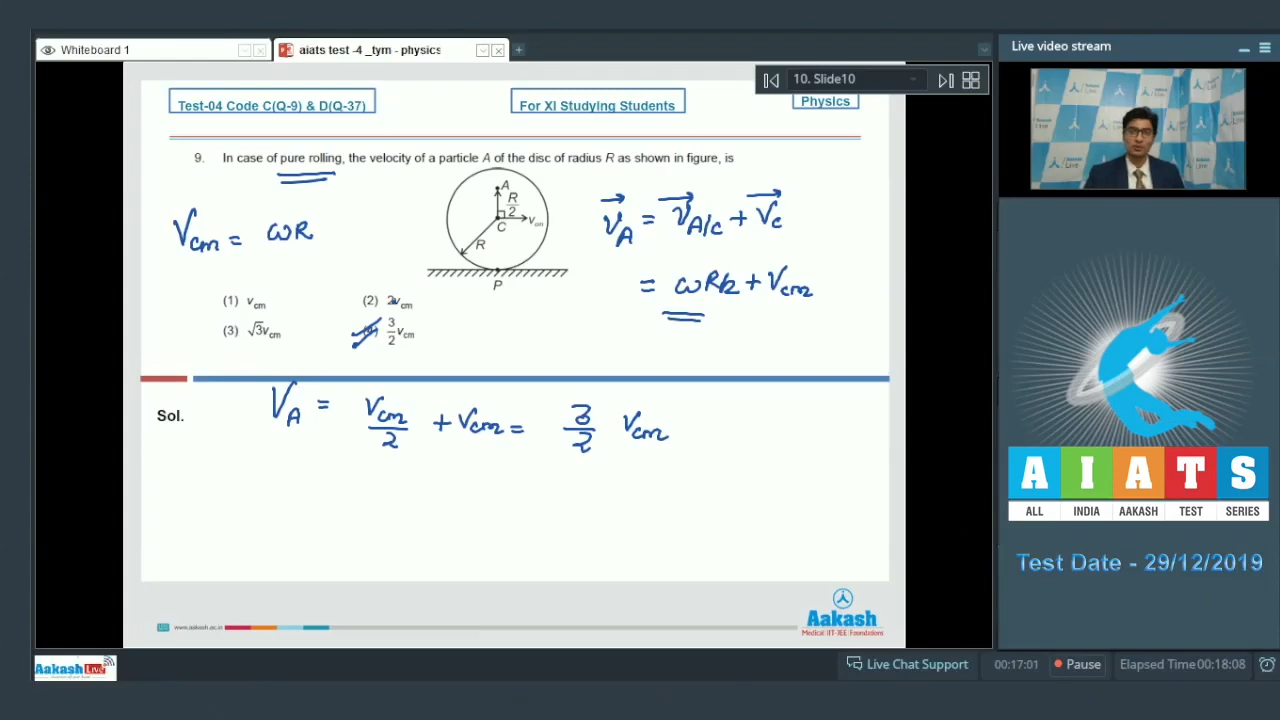 Whiteboard 1
aiats test -4 _tym - physics
Live video stream
10. Slide10
Test-04 Code C(Q-9) & D(Q-37)
For XI Studying Students
Physics
9. In case of pure rolling, the velocity of a particle A of the disc of radius R as shown in figure, is
A
R
2
vcm
C
R
P
Vcm = ωR
vA = vA/C + vC
= ωR/2 + Vcm
(1) vcm
(2) 2vcm
(3) √3vcm
(4) 3/2 vcm
Sol.
VA = Vcm/2 + Vcm = 3/2 Vcm
www.aakash.ac.in
Aakash
Medical|IIT-JEE|Foundations
A I A T S
ALL INDIA AAKASH TEST SERIES
Test Date - 29/12/2019
Aakash Live
Live Chat Support
00:17:01
Pause
Elapsed Time 00:18:08